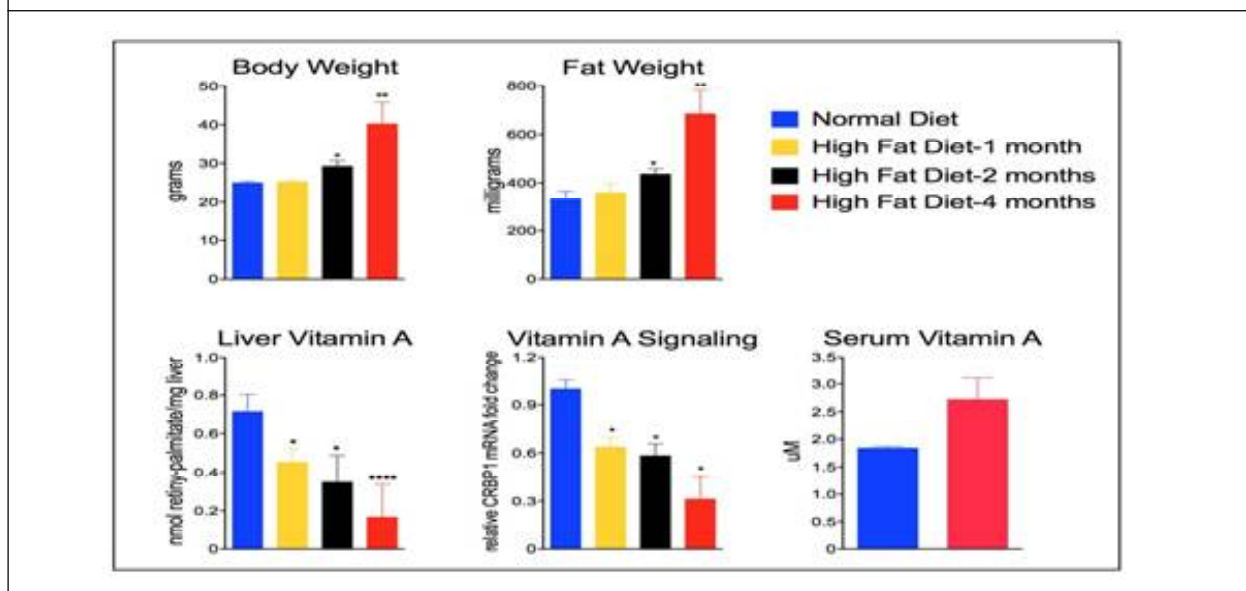 Body Weight
50
40
30
20
10
0
grams
*
**
Fat Weight
800
600
400
200
0
milligrams
*
**
Normal Diet
High Fat Diet-1 month
High Fat Diet-2 months
High Fat Diet-4 months
Liver Vitamin A
1.0
0.8
0.6
0.4
0.2
0
nmol retiny-palmitate/mg liver
*
*
****
Vitamin A Signaling
1.2
0.9
0.6
0.3
0
relative CRBP1 mRNA fold change
*
*
*
Serum Vitamin A
3.5
3.0
2.5
2.0
1.5
1.0
0.5
0
uM